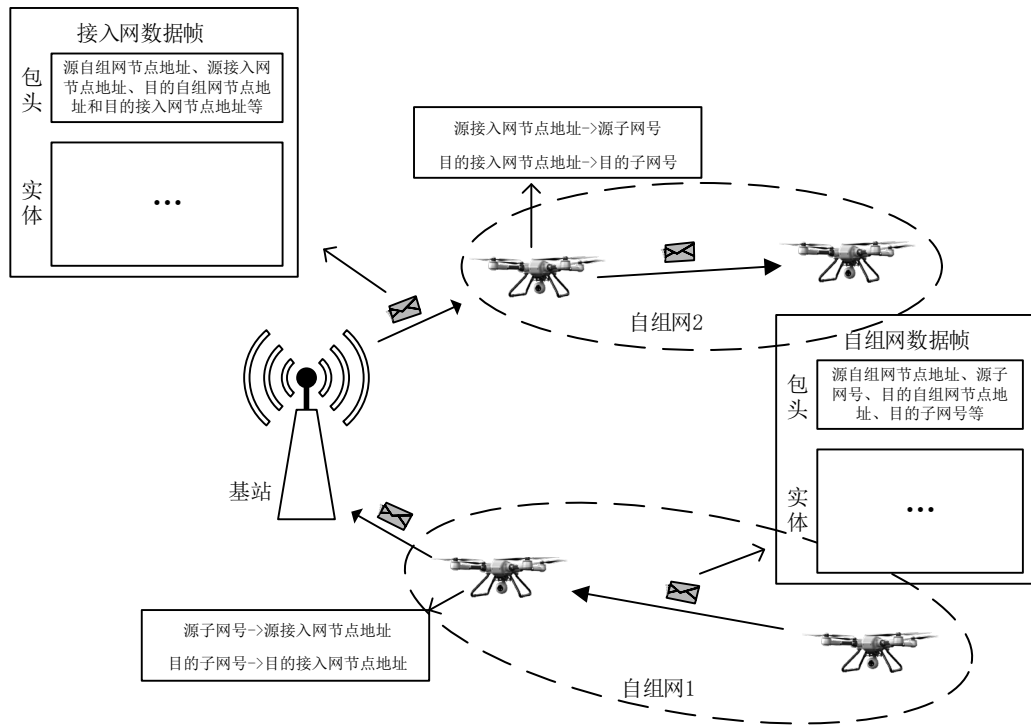 接入网数据帧
包头
源自组网节点地址、源接入网
节点地址、目的自组网节点地
址和目的接入网节点地址等
实体
...
源接入网节点地址->源子网号
目的接入网节点地址->目的子网号
自组网2
自组网数据帧
包头
源自组网节点地址、源子
网号、目的自组网节点地
址、目的子网号等
实体
...
基站
源子网号->源接入网节点地址
目的子网号->目的接入网节点地址
自组网1